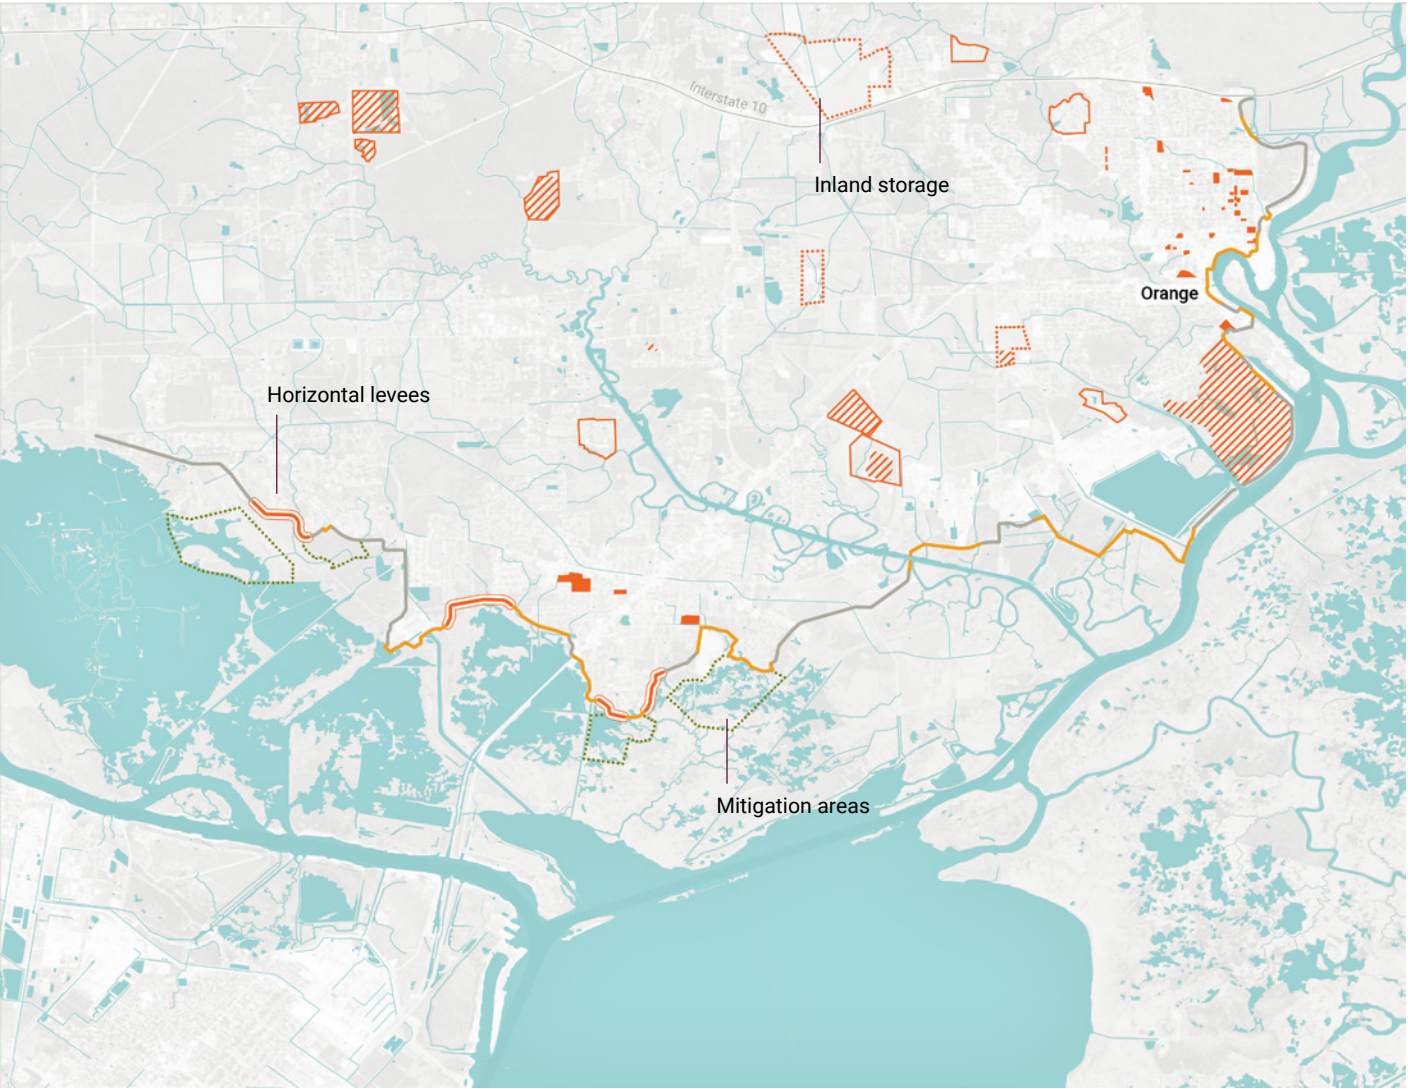 Interstate 10
Inland storage
Orange
Horizontal levees
Mitigation areas